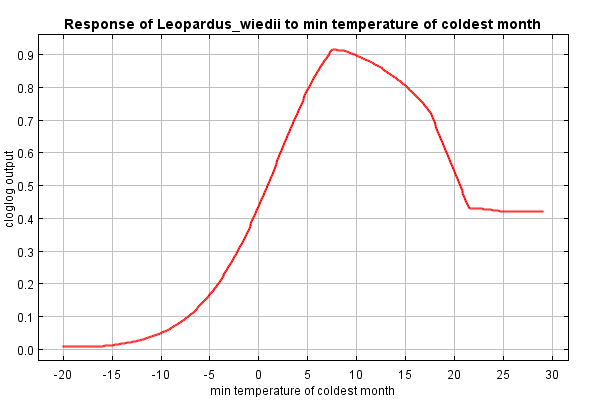 Response of Leopardus_wiedii to min temperature of coldest month
cloglog output
0.9
0.8
0.7
0.6
0.5
0.4
0.3
0.2
0.1
0.0
-20 -15 -10 -5 0 5 10 15 20 25 30
min temperature of coldest month